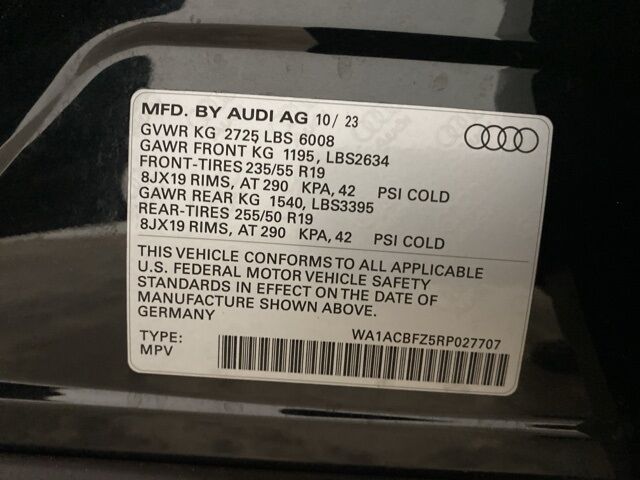 MFD. BY AUDI AG 10/ 23
GVWR KG 2725 LBS 6008
GAWR FRONT KG 1195, LBS2634
FRONT-TIRES 235/55 R19
8JX19 RIMS, AT 290 KPA, 42 PSI COLD
GAWR REAR KG 1540, LBS3395
REAR-TIRES 255/50 R19
8JX19 RIMS, AT 290 KPA, 42 PSI COLD
THIS VEHICLE CONFORMS TO ALL APPLICABLE
U.S. FEDERAL MOTOR VEHICLE SAFETY
STANDARDS IN EFFECT ON THE DATE OF
MANUFACTURE SHOWN ABOVE.
GERMANY
WA1ACBFZ5RP027707
TYPE:
MPV